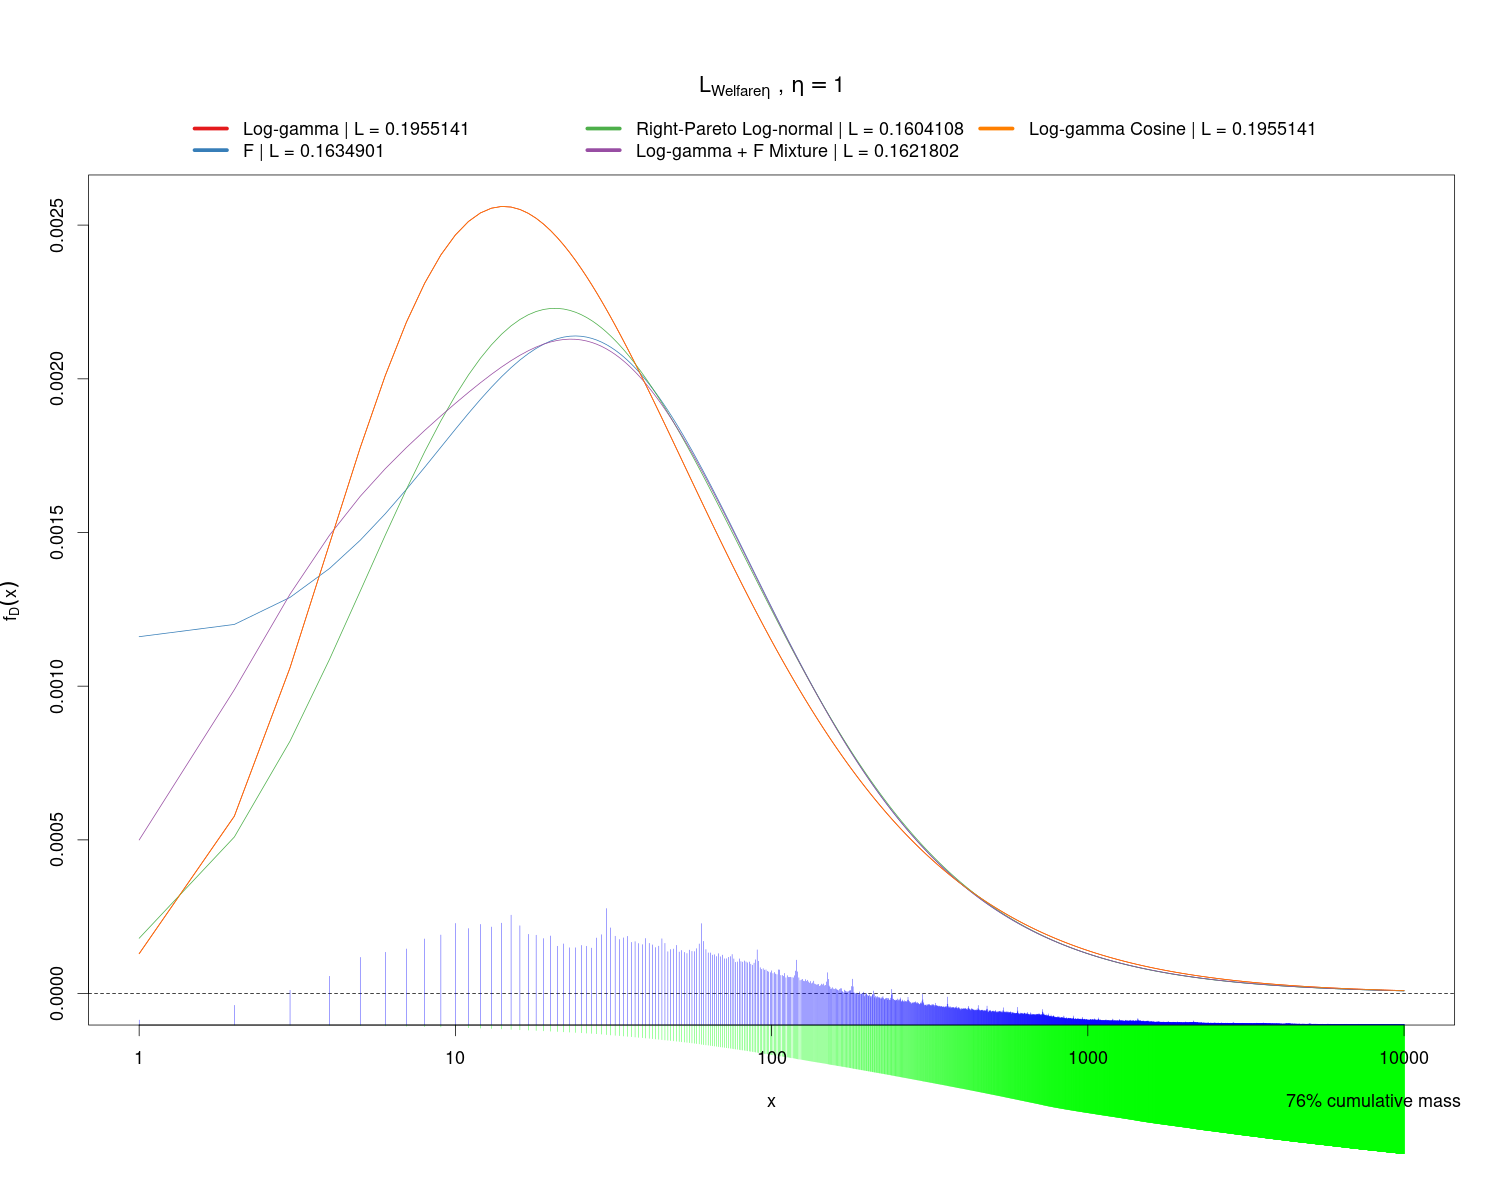 L Welfareη , η = 1
Log-gamma | L = 0.1955141
Right-Pareto Log-normal | L = 0.1604108
Log-gamma Cosine | L = 0.1955141
F | L = 0.1634901
Log-gamma + F Mixture | L = 0.1621802
0.0025
0.0020
0.0015
0.0010
0.0005
0.0000
fD(x)
1
10
100
1000
10000
x
76% cumulative mass